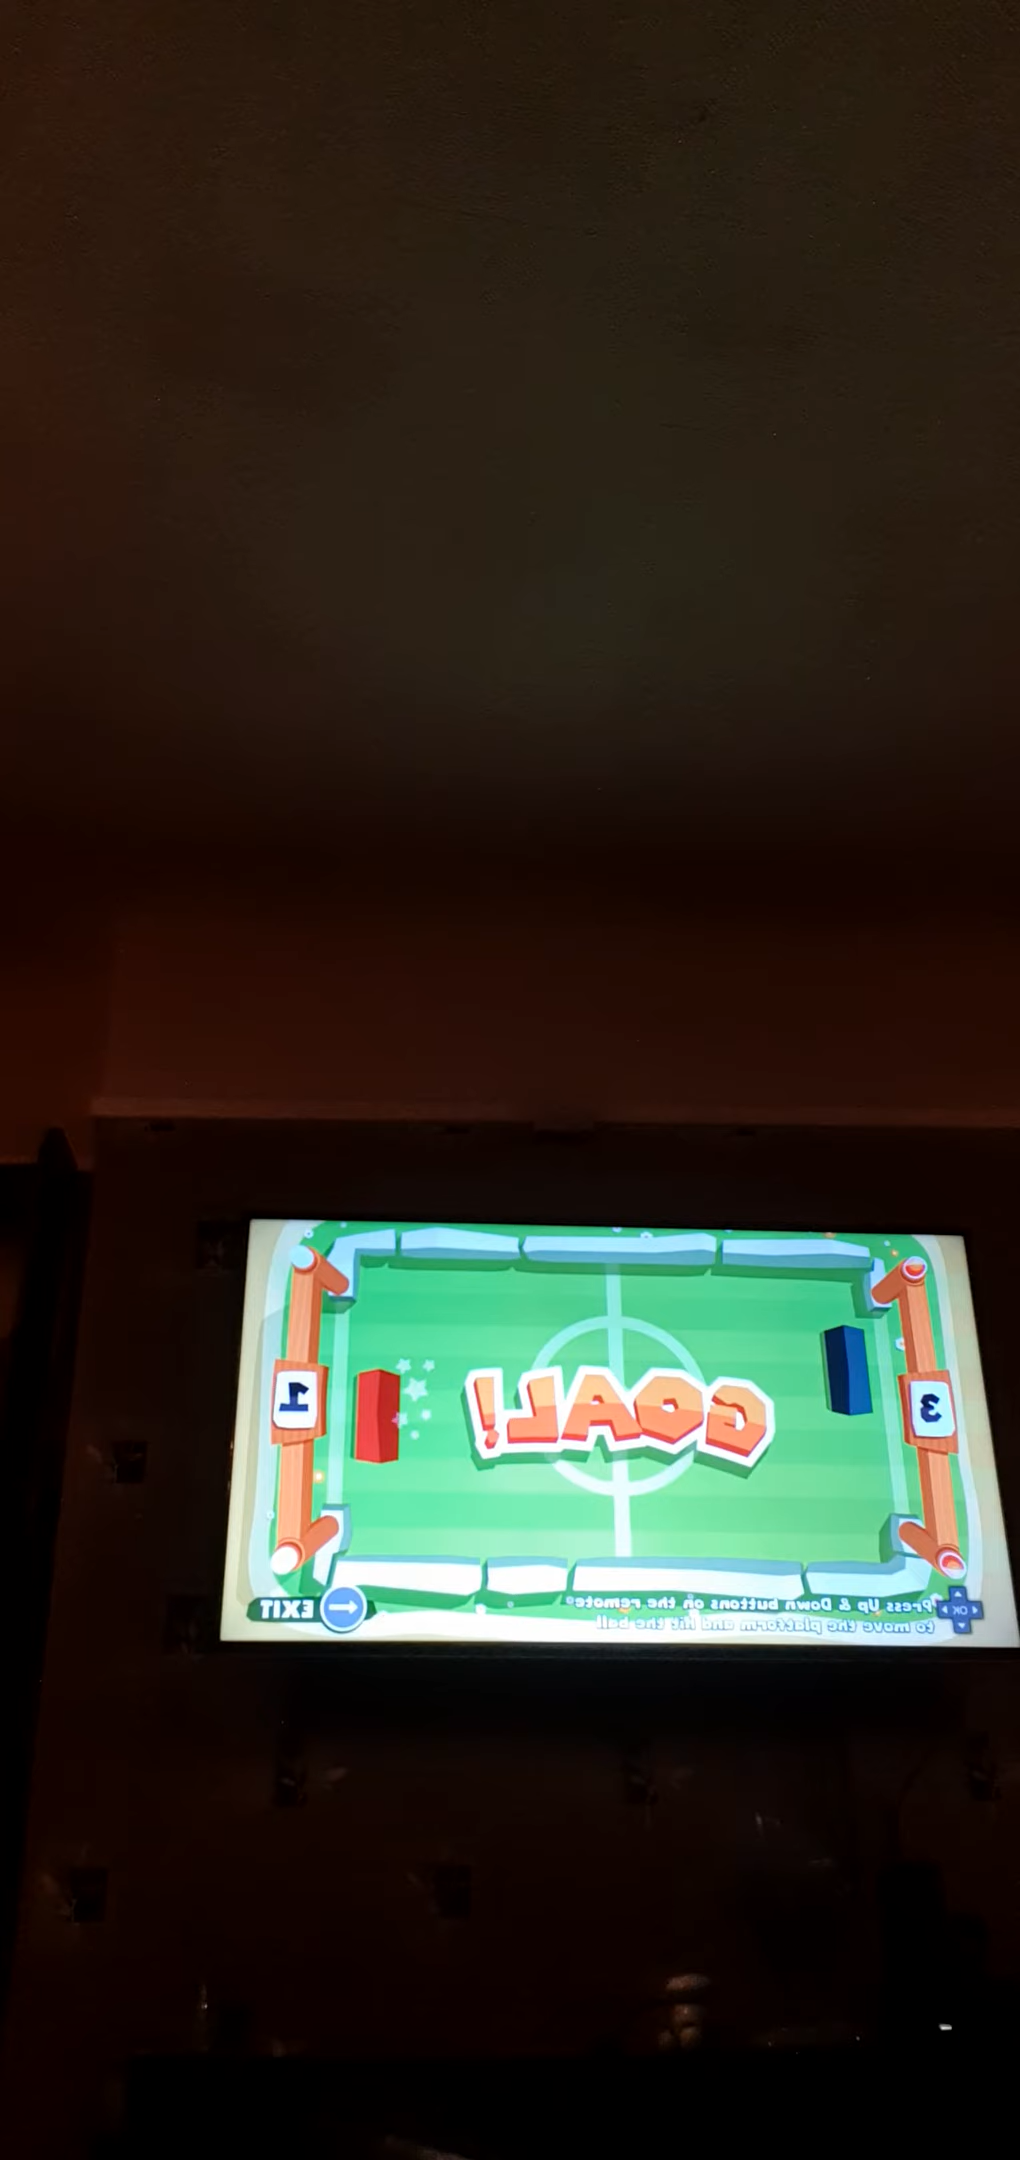 3
1
GOAL!
Press Up & Down buttons on the remote
to move the platform and hit the ball
OK
EXIT